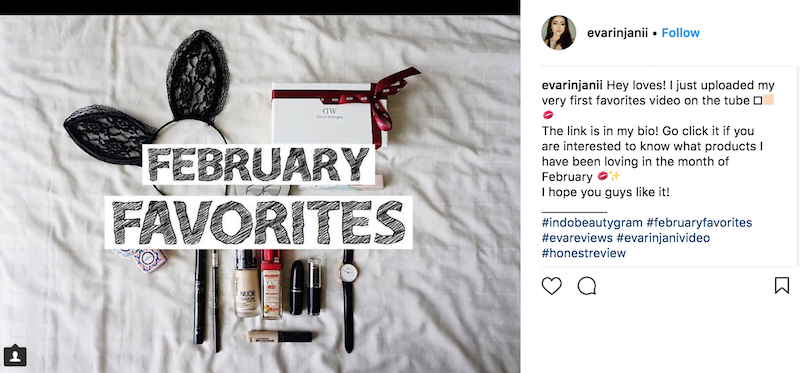 DW
Daniel Wellington
FEBRUARY
FAVORITES
NUDE
evarinjanii • Follow
evarinjanii Hey loves! I just uploaded my
very first favorites video on the tube
💋
The link is in my bio! Go click it if you
are interested to know what products I
have been loving in the month of
February 💋✨
I hope you guys like it!
#indobeautygram #februaryfavorites
#evareviews #evarinjanivideo
#honestreview